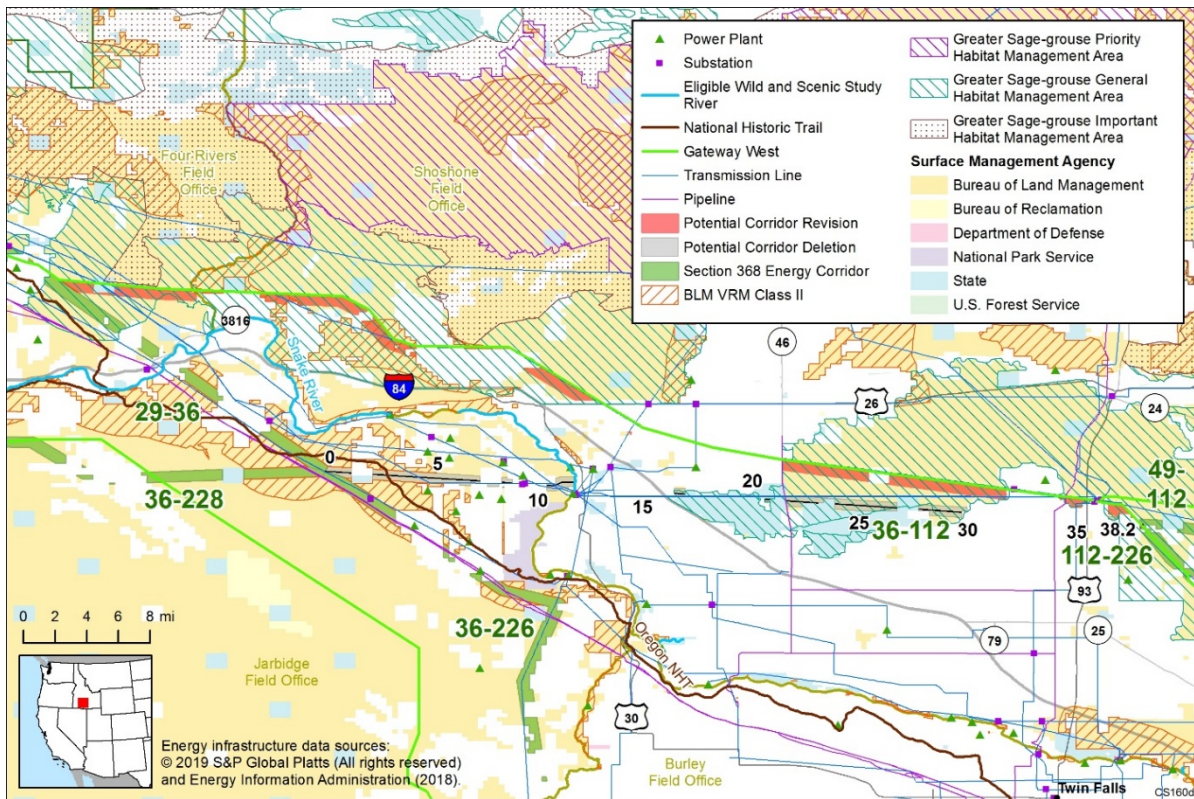 Power Plant
Substation
Eligible Wild and Scenic Study
River
National Historic Trail
Gateway West
Transmission Line
Pipeline
Potential Corridor Revision
Potential Corridor Deletion
Section 368 Energy Corridor
BLM VRM Class II
Greater Sage-grouse Priority
Habitat Management Area
Greater Sage-grouse General
Habitat Management Area
Greater Sage-grouse Important
Habitat Management Area
Surface Management Agency
Bureau of Land Management
Bureau of Reclamation
Department of Defense
National Park Service
State
U.S. Forest Service
Four Rivers
Field
Office
Shoshone
Field
Office
3816
Snake River
84
46
26
24
29-36
0
5
10
15
20
25
30
35
38.2
36-228
36-112
49-
112
112-226
93
36-226
79
25
Oregon NHT
30
0 2 4 8 mi
Jarbidge
Field Office
Energy infrastructure data sources:
© 2019 S&P Global Platts (All rights reserved)
and Energy Information Administration (2018).
Burley
Field Office
Twin Falls
CS160d